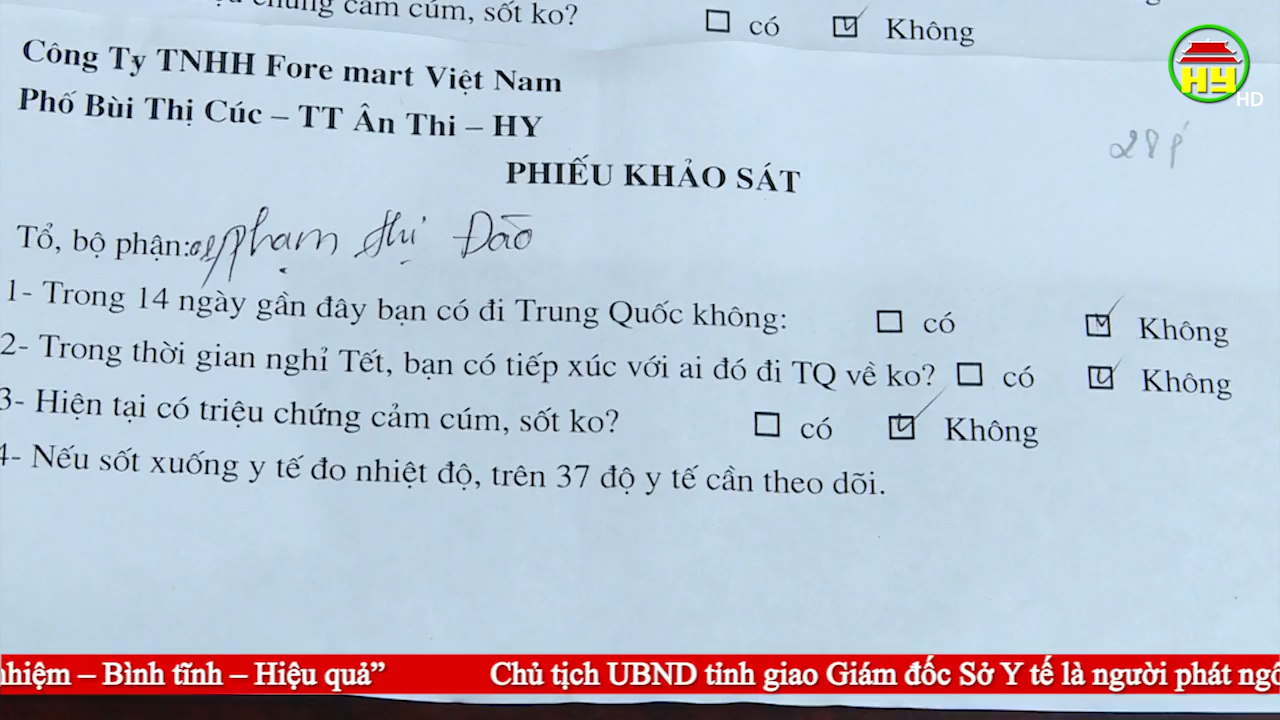 chứng cảm cúm, sốt ko? có Không
Công Ty TNHH Fore mart Việt Nam
Phố Bùi Thị Cúc – TT Ân Thi – HY
HY HD
PHIẾU KHẢO SÁT
Tổ, bộ phận: Phạm Thị Đào
1- Trong 14 ngày gần đây bạn có đi Trung Quốc không: có Không
2- Trong thời gian nghỉ Tết, bạn có tiếp xúc với ai đó đi TQ về ko? có Không
3- Hiện tại có triệu chứng cảm cúm, sốt ko? có Không
4- Nếu sốt xuống y tế đo nhiệt độ, trên 37 độ y tế cần theo dõi.
nhiệm – Bình tĩnh – Hiệu quả” Chủ tịch UBND tỉnh giao Giám đốc Sở Y tế là người phát ngô